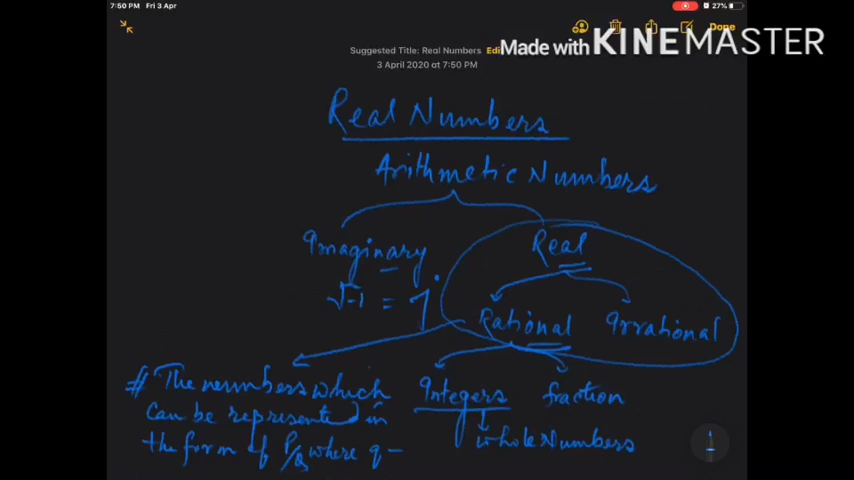 7:50 PM Fri 3 Apr
27%
Done
Suggested Title: Real Numbers Edi
Made with KINEMASTER
3 April 2020 at 7:50 PM
Real Numbers
Arithmetic Numbers
Imaginary Real
√-1 = i
Rational Irrational
# The numbers which Integers fraction
can be represented in
whole Numbers
the form of P/Q where q -